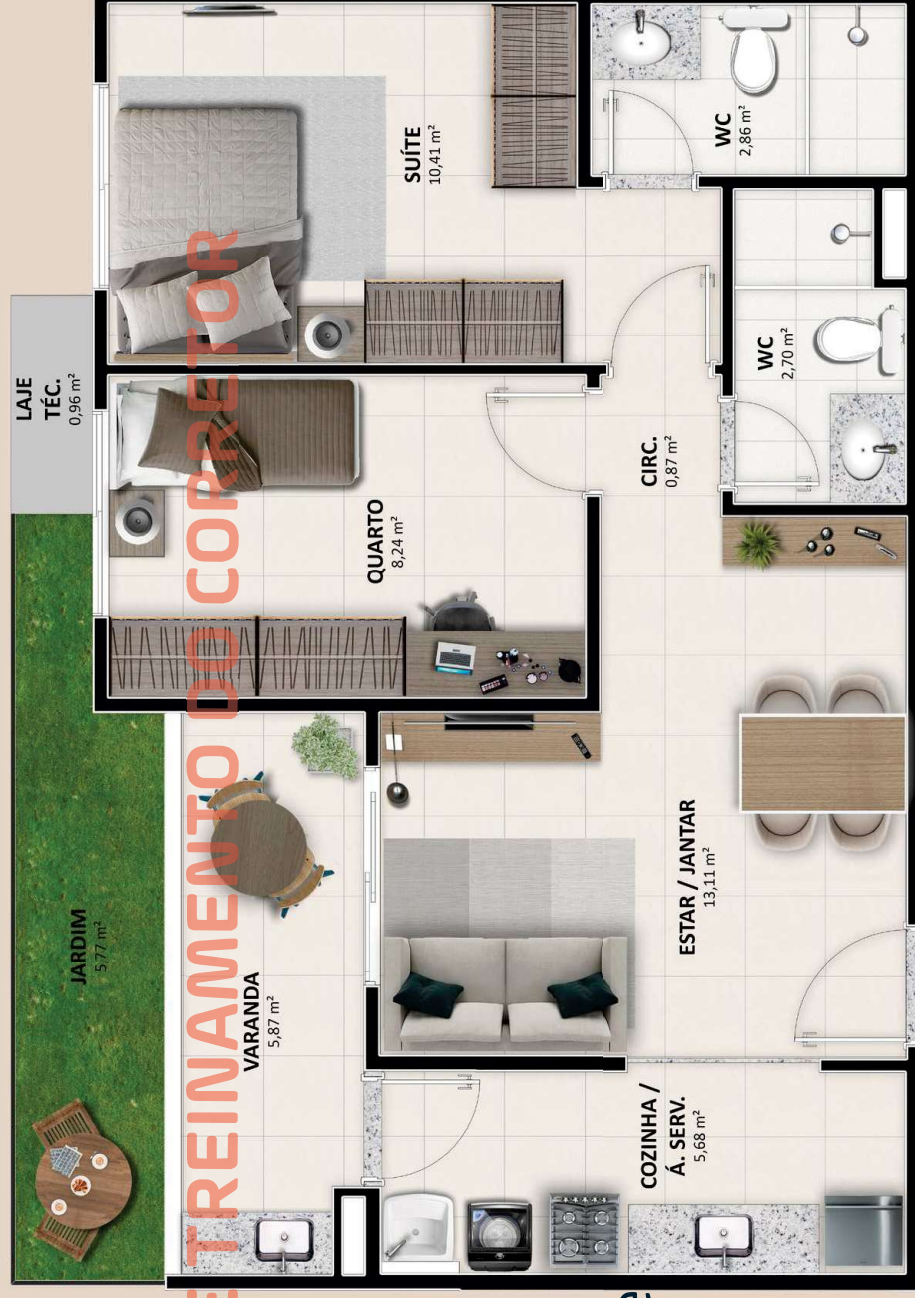 SUÍTE
10,41 m²
WC
2,86 m²
LAJE
TÉC.
0,96 m²
WC
2,70 m²
QUARTO
8,24 m²
CIRC.
0,87 m²
JARDIM
5,77 m²
VARANDA
5,87 m²
ESTAR / JANTAR
13,11 m²
COZINHA /
Á. SERV.
5,68 m²
E TREINAMENTO DO CORRETOR